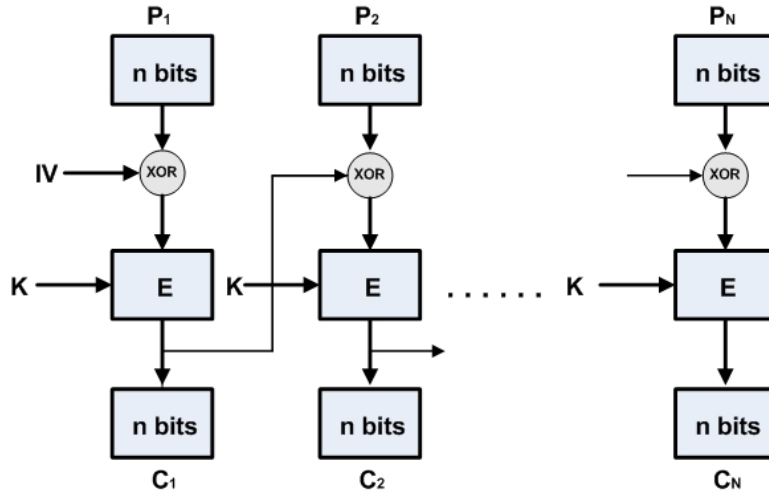 P₁ P₂ Pₙ
n bits n bits n bits
IV XOR XOR XOR
K E K E . . . . . . K E
n bits n bits n bits
C₁ C₂ Cₙ